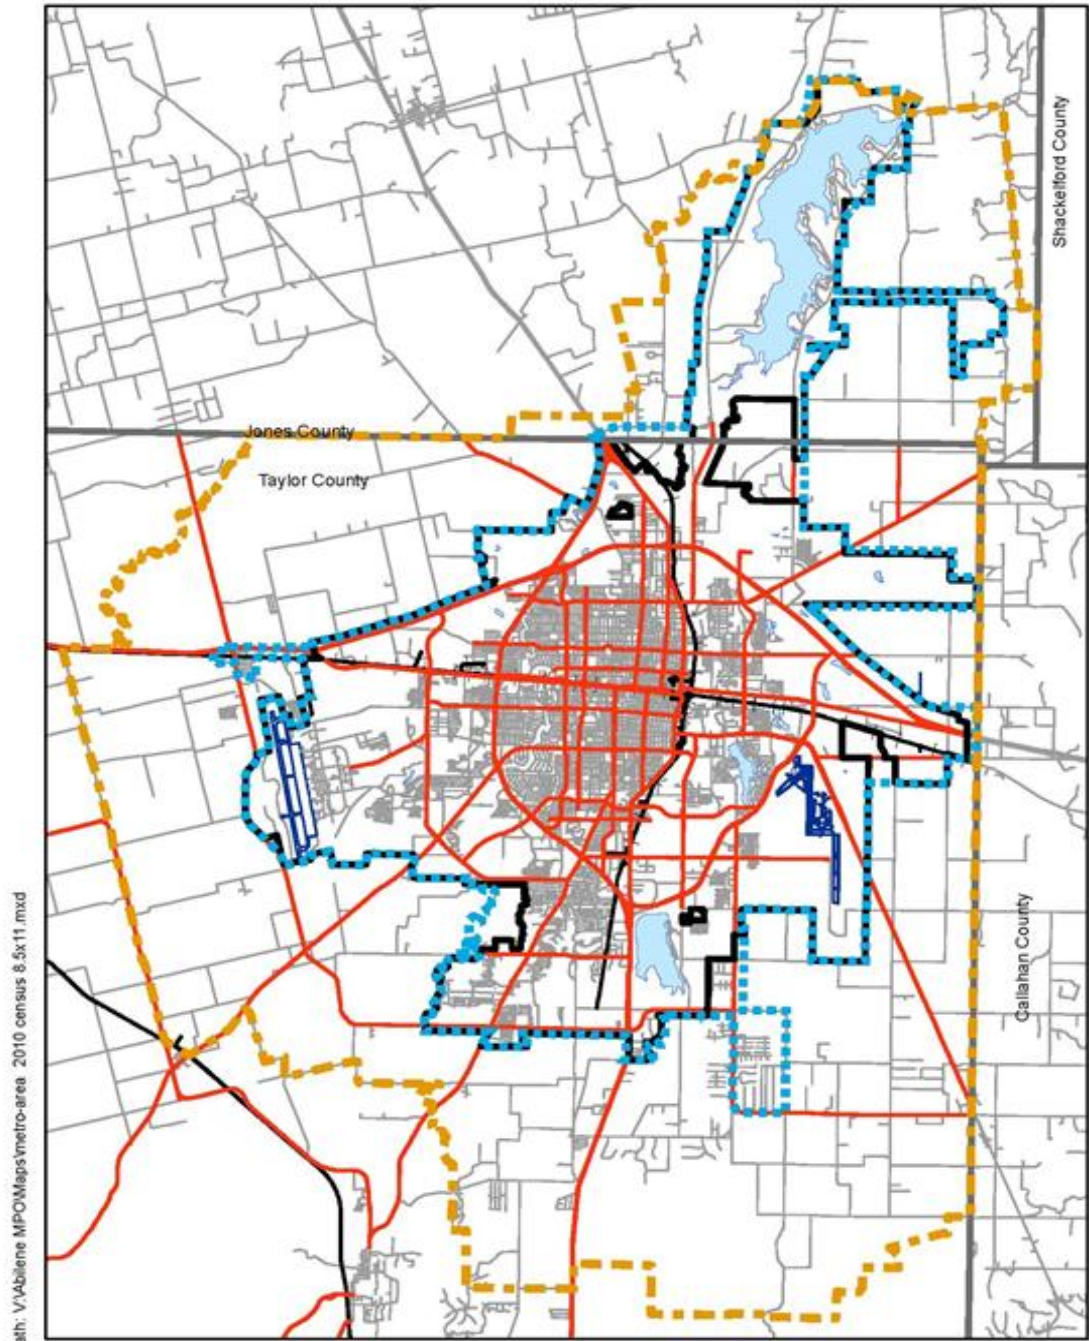 Jones County
Taylor County
Shackelford County
Callahan County
ath: V:\Abilene MPO\Maps\metro-area 2010 census 8.5x11.mxd